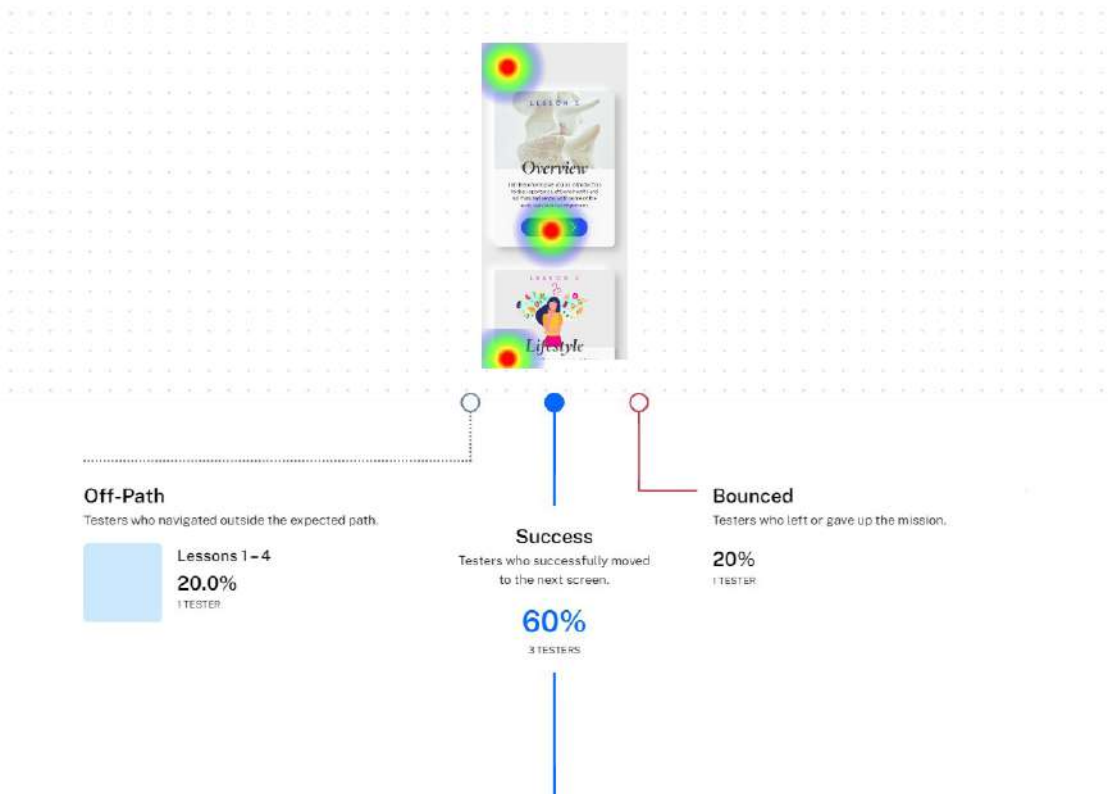 LESSON 1
Overview
LESSON 2
Lifestyle
Off-Path
Testers who navigated outside the expected path.
Lessons 1 – 4
20.0%
1 TESTER
Success
Testers who successfully moved
to the next screen.
60%
3 TESTERS
Bounced
Testers who left or gave up the mission.
20%
1 TESTER